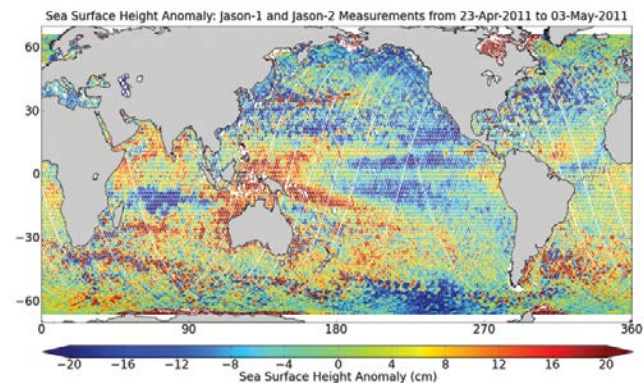 Sea Surface Height Anomaly: Jason-1 and Jason-2 Measurements from 23-Apr-2011 to 03-May-2011
60
30
0
−30
−60
0 90 180 270 360
−20 −16 −12 −8 −4 0 4 8 12 16 20
Sea Surface Height Anomaly (cm)